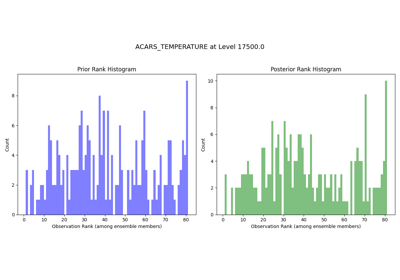 ACARS_TEMPERATURE at Level 17500.0
Prior Rank Histogram
Posterior Rank Histogram
Count
8
6
4
2
0
0 10 20 30 40 50 60 70 80
Observation Rank (among ensemble members)
Count
10
8
6
4
2
0
0 10 20 30 40 50 60 70 80
Observation Rank (among ensemble members)